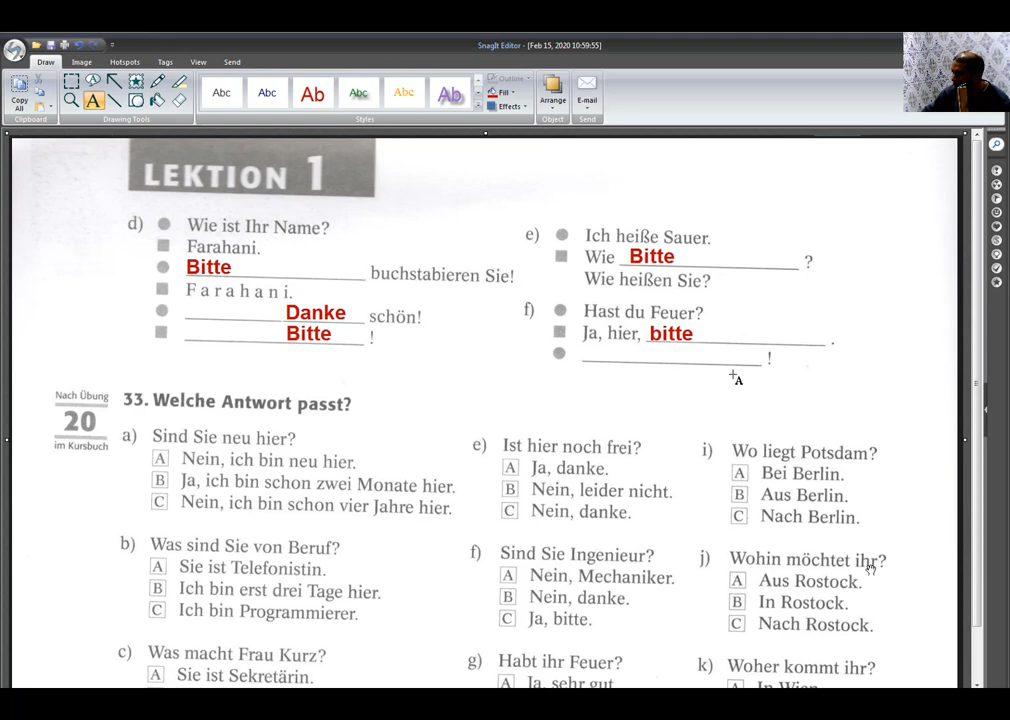 SnagIt Editor - [Feb 15, 2020 10:59:55]
Draw Image Hotspots Tags View Send
Copy All
Abc Abc Ab Abc Abc Ab
Outline
Fill
Effects
Arrange
E-mail
Clipboard Drawing Tools Styles Object Send
LEKTION 1
d) Wie ist Ihr Name?
Farahani.
Bitte buchstabieren Sie!
F a r a h a n i.
Danke schön!
Bitte !
e) Ich heiße Sauer.
Wie Bitte ?
Wie heißen Sie?
f) Hast du Feuer?
Ja, hier, bitte .
!
Nach Übung
20
im Kursbuch
33. Welche Antwort passt?
a) Sind Sie neu hier?
A Nein, ich bin neu hier.
B Ja, ich bin schon zwei Monate hier.
C Nein, ich bin schon vier Jahre hier.
b) Was sind Sie von Beruf?
A Sie ist Telefonistin.
B Ich bin erst drei Tage hier.
C Ich bin Programmierer.
c) Was macht Frau Kurz?
A Sie ist Sekretärin.
e) Ist hier noch frei?
A Ja, danke.
B Nein, leider nicht.
C Nein, danke.
f) Sind Sie Ingenieur?
A Nein, Mechaniker.
B Nein, danke.
C Ja, bitte.
g) Habt ihr Feuer?
A Ja, sehr gut.
i) Wo liegt Potsdam?
A Bei Berlin.
B Aus Berlin.
C Nach Berlin.
j) Wohin möchtet ihr?
A Aus Rostock.
B In Rostock.
C Nach Rostock.
k) Woher kommt ihr?
A In Wien.